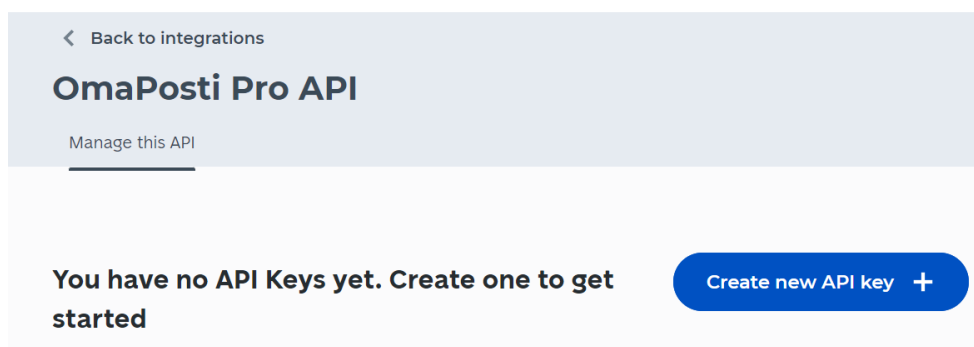 Back to integrations
OmaPosti Pro API
Manage this API
You have no API Keys yet. Create one to get
started
Create new API key +